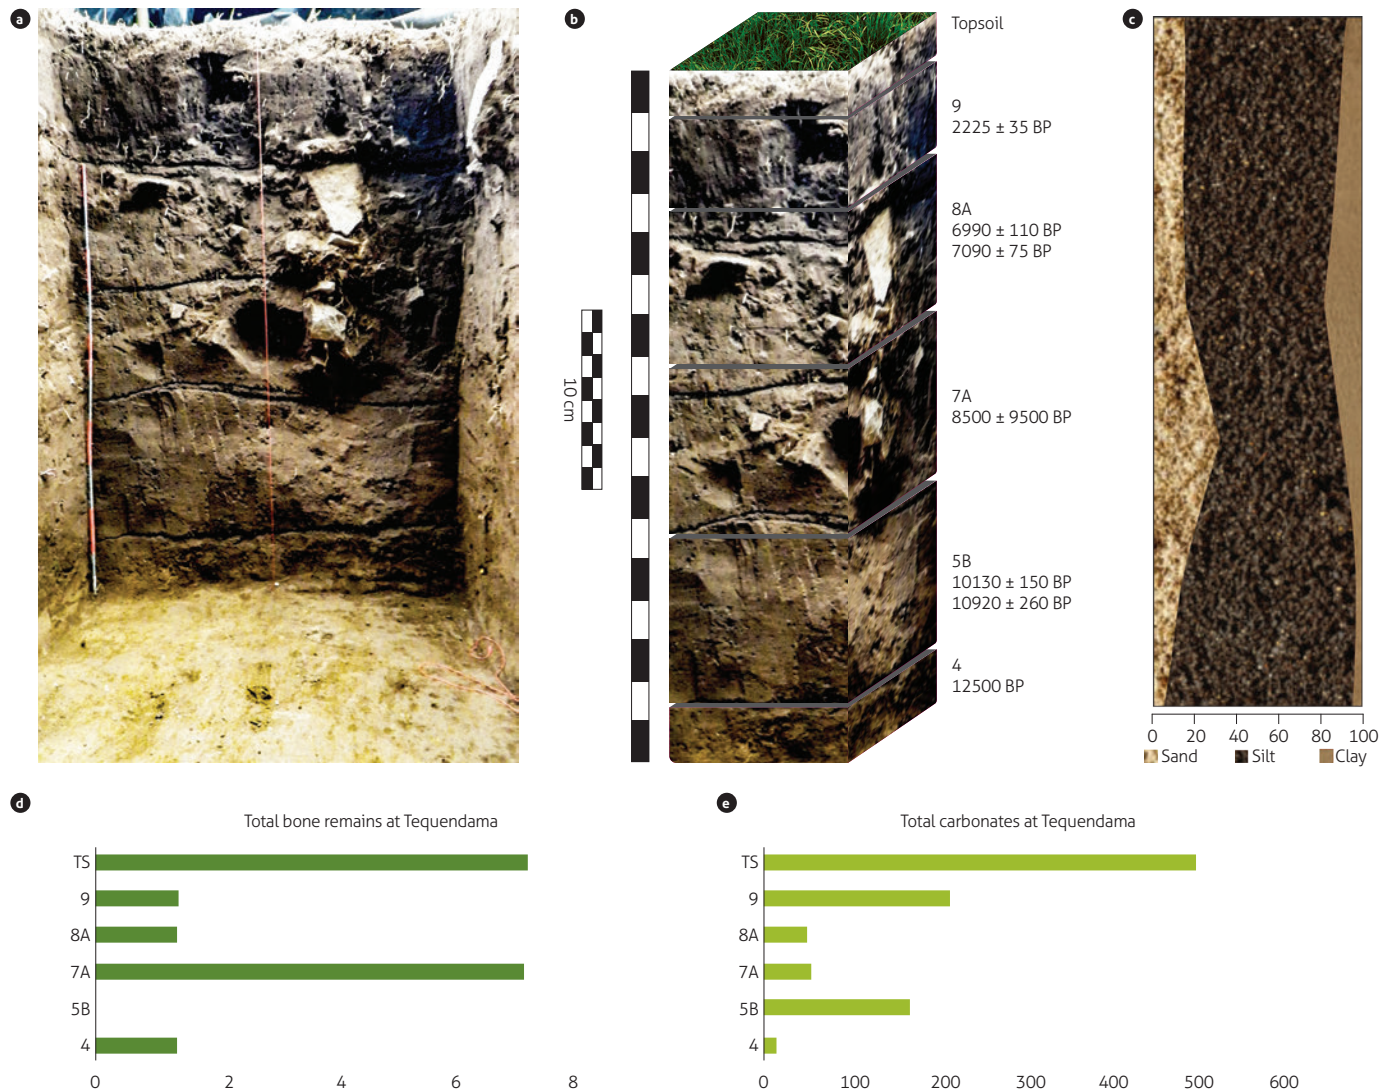 a
b
c
Topsoil
9
2225 ± 35 BP
8A
6990 ± 110 BP
7090 ± 75 BP
7A
8500 ± 9500 BP
5B
10130 ± 150 BP
10920 ± 260 BP
4
12500 BP
10 cm
0 20 40 60 80 100
Sand Silt Clay
d
Total bone remains at Tequendama
TS
9
8A
7A
5B
4
0 2 4 6 8
e
Total carbonates at Tequendama
TS
9
8A
7A
5B
4
0 100 200 300 400 500 600